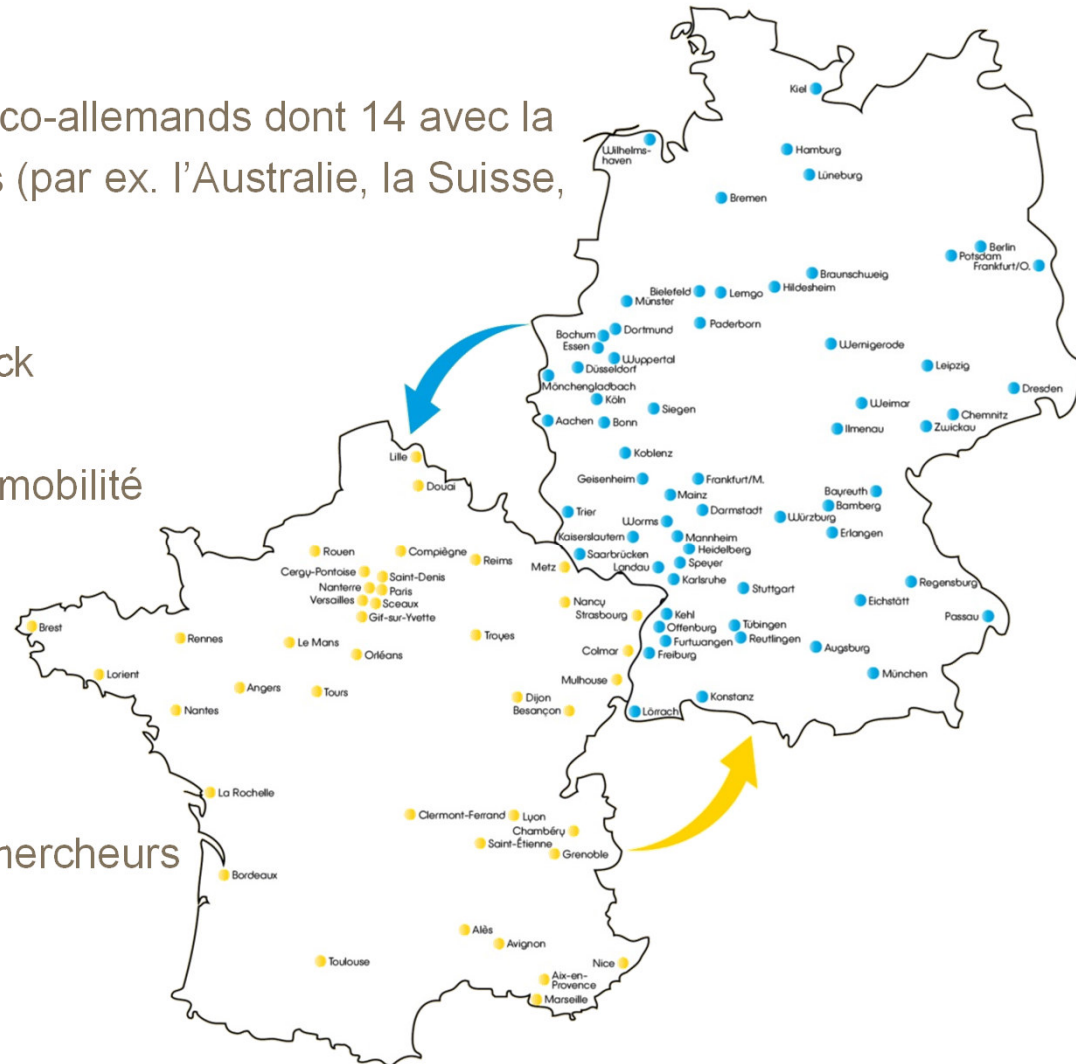 co-allemands dont 14 avec la
s (par ex. l'Australie, la Suisse,
ck
mobilité
hercheurs
Kiel
Wilhelms-
haven
Hamburg
Lüneburg
Bremen
Berlin
Potsdam
Frankfurt/O.
Braunschweig
Hildesheim
Bielefeld
Lemgo
Münster
Paderborn
Dortmund
Bochum
Essen
Wuppertal
Düsseldorf
Mönchengladbach
Köln
Siegen
Aachen
Bonn
Koblenz
Wernigerode
Leipzig
Dresden
Weimar
Chemnitz
Ilmenau
Zwickau
Geisenheim
Frankfurt/M.
Mainz
Darmstadt
Trier
Worms
Würzburg
Bayreuth
Bamberg
Erlangen
Kaiserslautern
Mannheim
Heidelberg
Saarbrücken
Speyer
Landau
Karlsruhe
Stuttgart
Regensburg
Eichstätt
Passau
Kehl
Offenburg
Tübingen
Reutlingen
Furtwangen
Freiburg
Augsburg
München
Konstanz
Lörrach
Lille
Douai
Rouen
Compiègne
Reims
Metz
Cergy-Pontoise
Saint-Denis
Nanterre
Paris
Versailles
Sceaux
Gif-sur-Yvette
Nancy
Strasbourg
Brest
Rennes
Le Mans
Orléans
Troyes
Colmar
Lorient
Mulhouse
Angers
Tours
Dijon
Besançon
Nantes
La Rochelle
Clermont-Ferrand
Lyon
Chambéry
Saint-Étienne
Grenoble
Bordeaux
Alès
Avignon
Toulouse
Nice
Aix-en-
Provence
Marseille